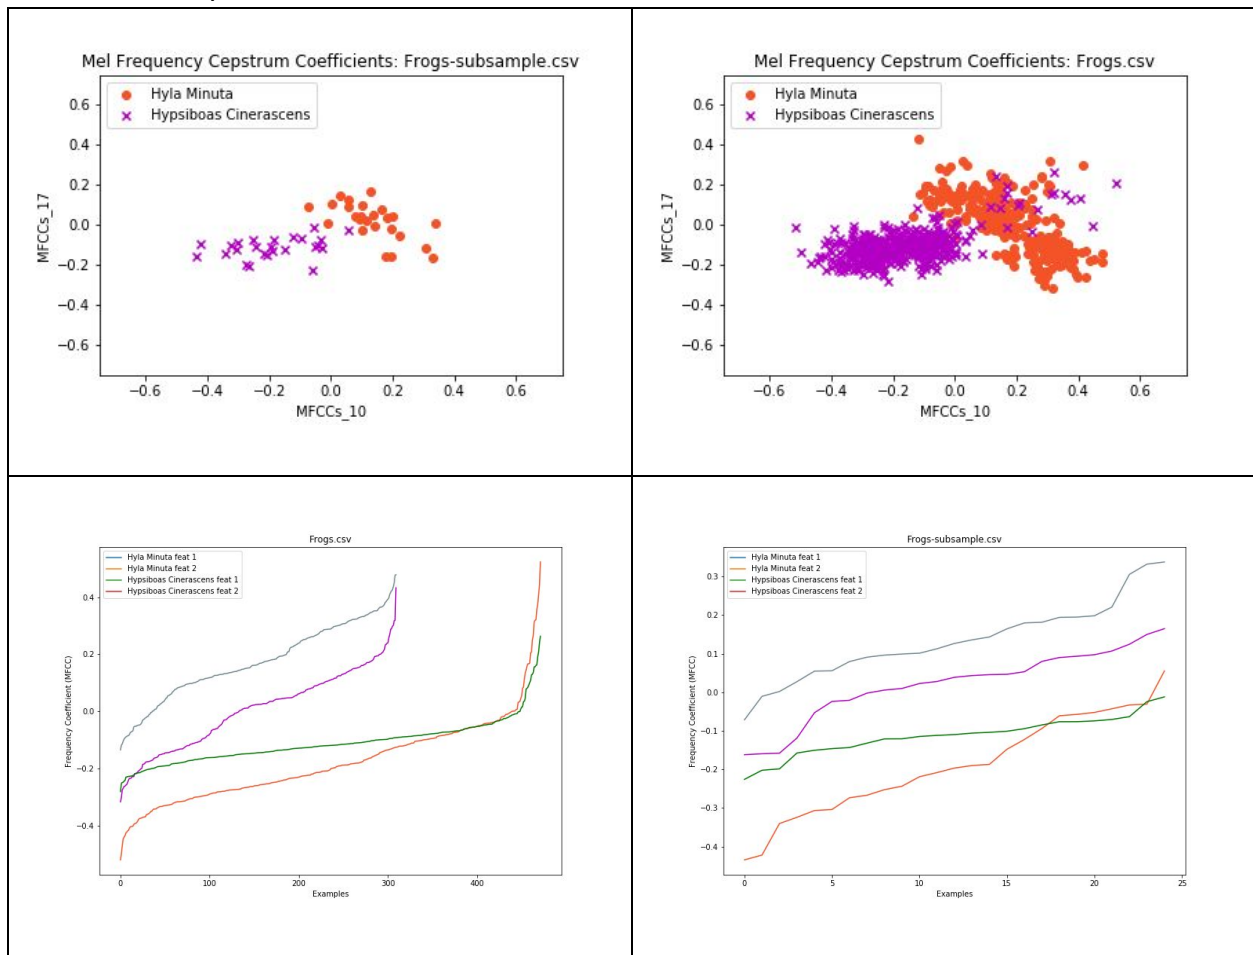 Mel Frequency Cepstrum Coefficients: Frogs-subsample.csv
Hyla Minuta
Hypsiboas Cinerascens
0.6
0.4
0.2
0.0
−0.2
−0.4
−0.6
MFCCs_17
−0.6 −0.4 −0.2 0.0 0.2 0.4 0.6
MFCCs_10
Mel Frequency Cepstrum Coefficients: Frogs.csv
Hyla Minuta
Hypsiboas Cinerascens
0.6
0.4
0.2
0.0
−0.2
−0.4
−0.6
MFCCs_17
−0.6 −0.4 −0.2 0.0 0.2 0.4 0.6
MFCCs_10
Frogs.csv
Hyla Minuta feat 1
Hyla Minuta feat 2
Hypsiboas Cinerascens feat 1
Hypsiboas Cinerascens feat 2
0.4
0.2
0.0
−0.2
−0.4
Frequency Coefficient (MFCC)
0 100 200 300 400
Examples
Frogs-subsample.csv
Hyla Minuta feat 1
Hyla Minuta feat 2
Hypsiboas Cinerascens feat 1
Hypsiboas Cinerascens feat 2
0.3
0.2
0.1
0.0
−0.1
−0.2
−0.3
−0.4
Frequency Coefficient (MFCC)
0 5 10 15 20 25
Examples